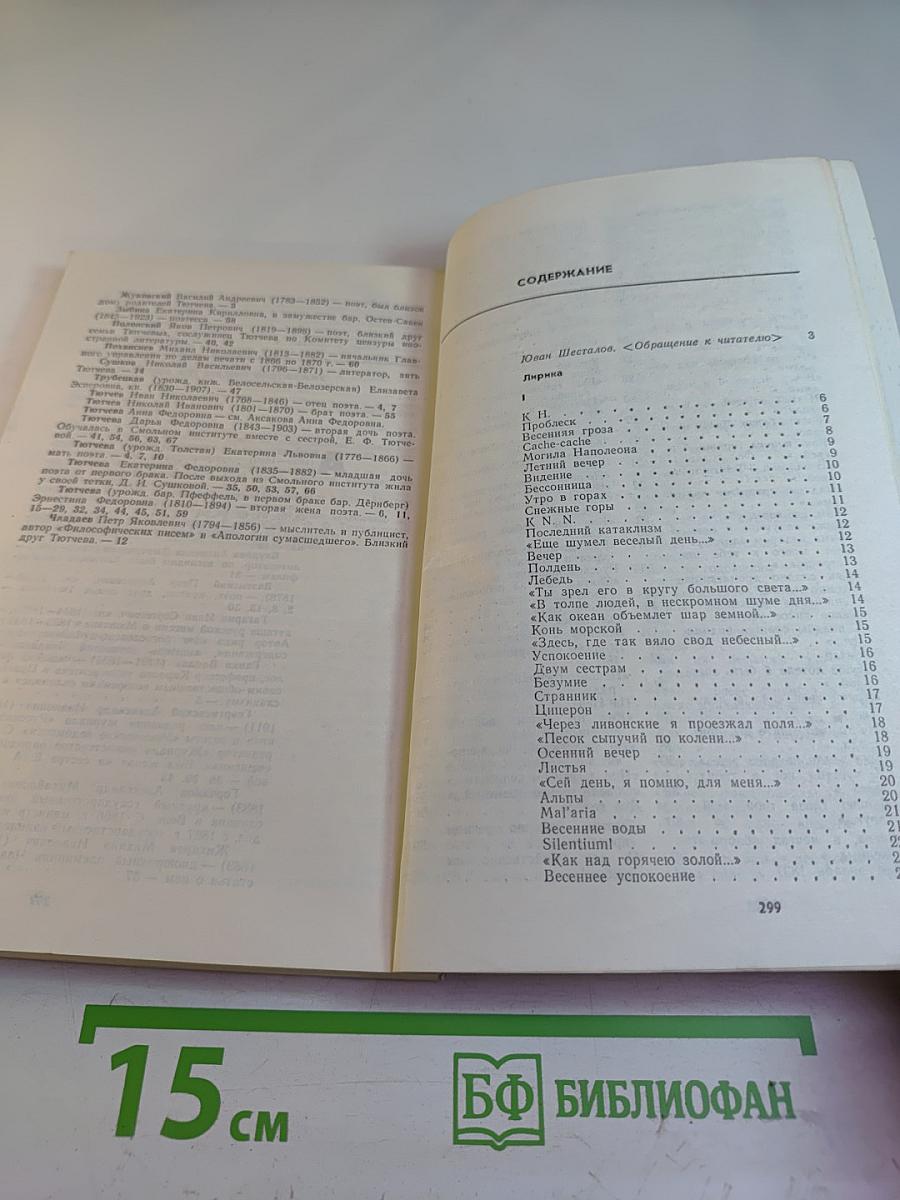 Жуковский Василий Андреевич (1783—1852) — поэт, был близок
дому родителей Тютчева. — 9
Зыбина Екатерина Кирилловна, в замужестве бар. Остен-Сакен
(1845—1923) — поэтесса — 58
Полонский Яков Петрович (1819—1898) — поэт, близкий друг
семьи Тютчевых, сослуживец Тютчева по Комитету цензуры ино-
странной литературы. — 40, 42
Похвиснев Михаил Николаевич (1813—1882) — начальник Глав-
ного управления по делам печати с 1866 по 1870 г. — 60
Сушков Николай Васильевич (1796—1871) — литератор, зять
Тютчева — 14
Трубецкая (урожд. княж. Белосельская-Белозерская) Елизавета
Эсперовна, кн. (1830—1907). — 47
Тютчев Иван Николаевич (1768—1846) — отец поэта. — 4, 7
Тютчев Николай Иванович (1801—1870) — брат поэта. — 55
Тютчева Анна Федоровна — см. Аксакова Анна Федоровна.
Тютчева Дарья Федоровна (1843—1903) — вторая дочь поэта.
Обучалась в Смольном институте вместе с сестрой, Е. Ф. Тютче-
вой. — 41, 54, 56, 63, 67
Тютчева (урожд. Толстая) Екатерина Львовна (1776—1866) —
мать поэта. — 4, 7, 10
Тютчева Екатерина Федоровна (1835—1882) — младшая дочь
поэта от первого брака. После выхода из Смольного института жила
у своей тетки, Д. И. Сушковой. — 35, 50, 53, 57, 66
Тютчева (урожд. бар. Пфеффель, в первом браке бар. Дёрнберг)
Эрнестина Федоровна (1810—1894) — вторая жена поэта. — 6, 11,
15—29, 32, 34, 44, 45, 51, 59
Чаадаев Петр Яковлевич (1794—1856) — мыслитель и публицист,
автор «Философических писем» и «Апологии сумасшедшего». Близкий
друг Тютчева. — 12
СОДЕРЖАНИЕ
Юван Шесталов. <Обращение к читателю> 3
Лирика
I
К Н. . . . 6
Проблеск . . . 6
Весенняя гроза . . . 7
Cache-cache . . . 8
Могила Наполеона . . . 9
Летний вечер . . . 9
Видение . . . 10
Бессонница . . . 10
Утро в горах . . . 11
Снежные горы . . . 11
К N. N. . . . 11
Последний катаклизм . . . 12
«Еще шумел веселый день...» . . . 12
Вечер . . . 12
Полдень . . . 13
Лебедь . . . 13
«Ты зрел его в кругу большого света...» . . . 14
«В толпе людей, в нескромном шуме дня...» 14
«Как океан объемлет шар земной...» . . . 14
Конь морской . . . 15
«Здесь, где так вяло свод небесный...» . . . 15
Успокоение . . . 15
Двум сестрам . . . 16
Безумие . . . 16
Странник . . . 16
Цицерон . . . 17
«Через ливонские я проезжал поля...» . . . 17
«Песок сыпучий по колени...» . . . 18
Осенний вечер . . . 18
Листья . . . 19
«Сей день, я помню, для меня...» . . . 19
Альпы . . . 20
Mal'aria . . . 20
Весенние воды . . . 21
Silentium! . . .
«Как над горячею золой...» . . .
Весеннее успокоение . . .
299
15 см
БФ БИБЛИОФАН